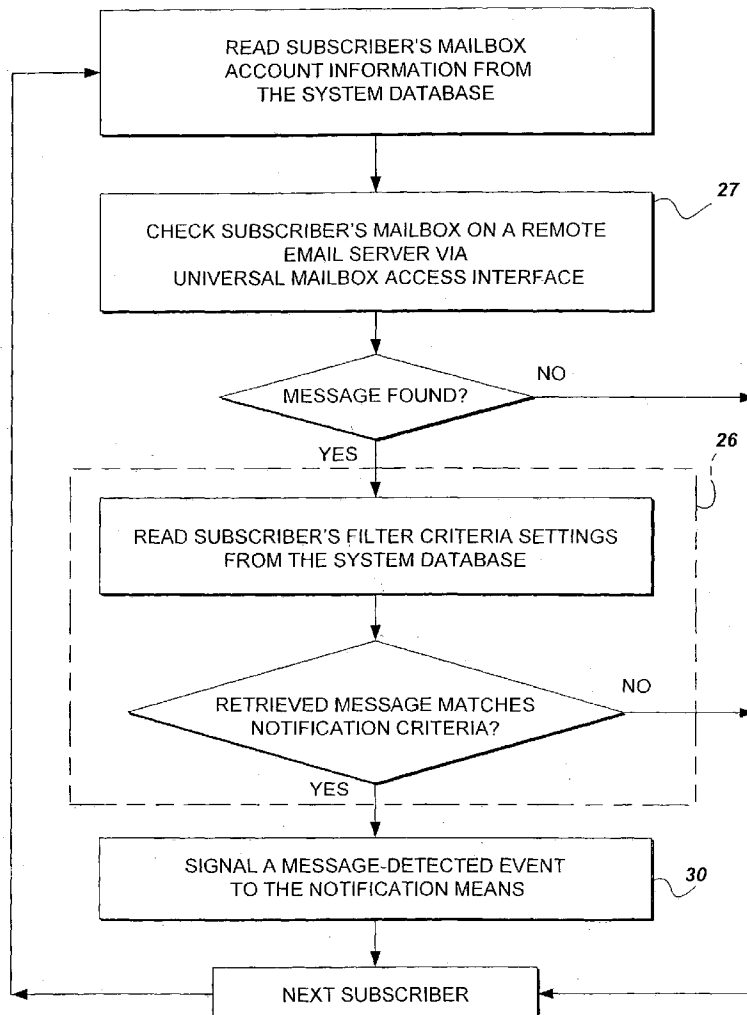 READ SUBSCRIBER'S MAILBOX
ACCOUNT INFORMATION FROM
THE SYSTEM DATABASE
27
CHECK SUBSCRIBER'S MAILBOX ON A REMOTE
EMAIL SERVER VIA
UNIVERSAL MAILBOX ACCESS INTERFACE
MESSAGE FOUND?
NO
YES
26
READ SUBSCRIBER'S FILTER CRITERIA SETTINGS
FROM THE SYSTEM DATABASE
RETRIEVED MESSAGE MATCHES
NOTIFICATION CRITERIA?
NO
YES
SIGNAL A MESSAGE-DETECTED EVENT
TO THE NOTIFICATION MEANS
30
NEXT SUBSCRIBER